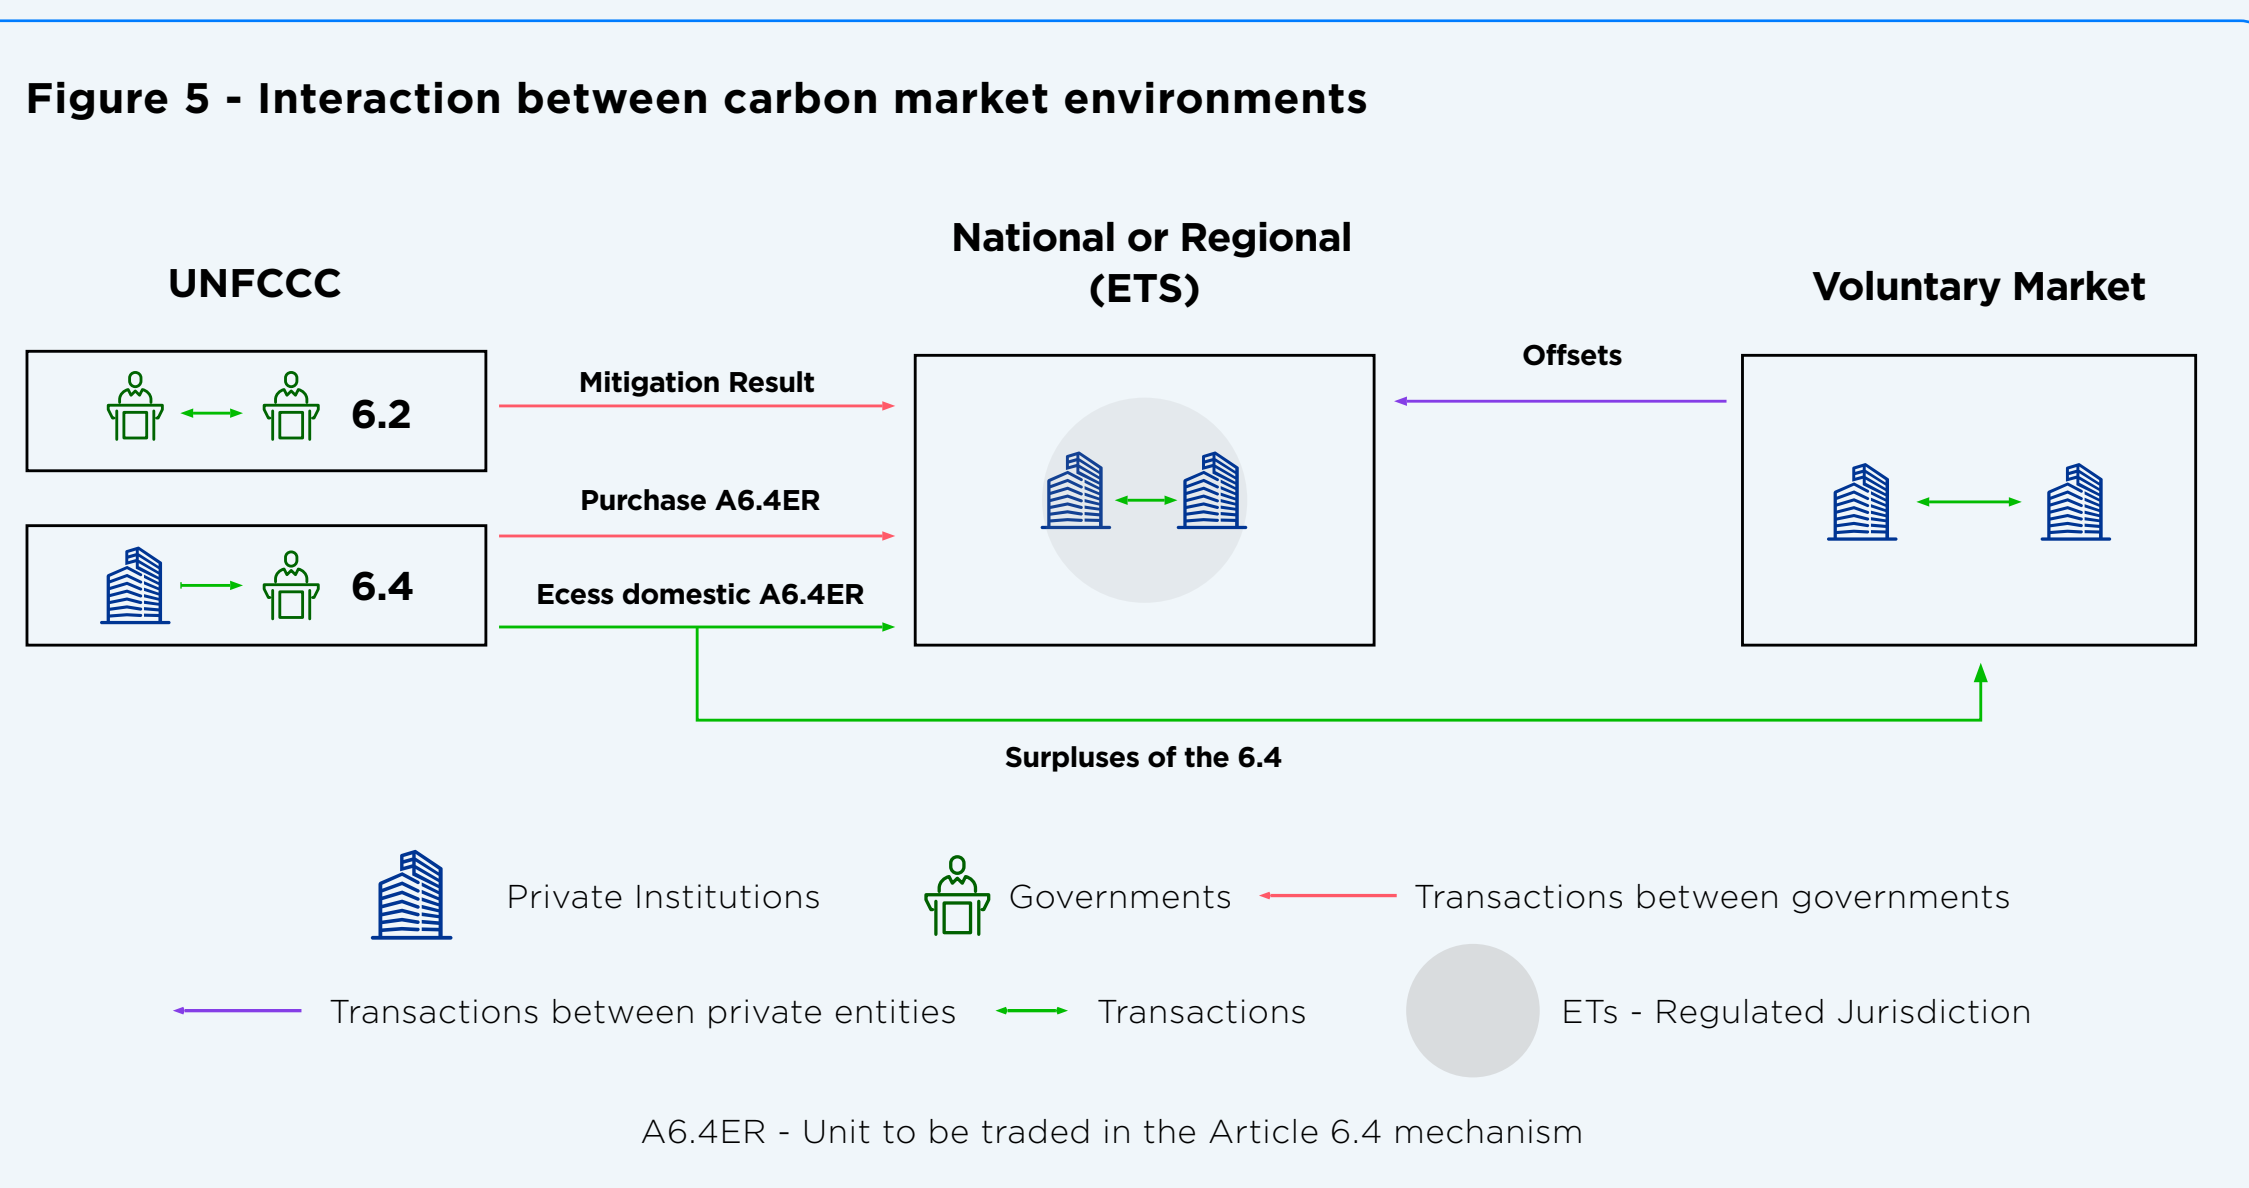 Figure 5 - Interaction between carbon market environments
UNFCCC
National or Regional
(ETS)
Voluntary Market
6.2
Mitigation Result
Offsets
Purchase A6.4ER
6.4
Ecess domestic A6.4ER
Surpluses of the 6.4
Private Institutions
Governments
Transactions between governments
Transactions between private entities
Transactions
ETs - Regulated Jurisdiction
A6.4ER - Unit to be traded in the Article 6.4 mechanism